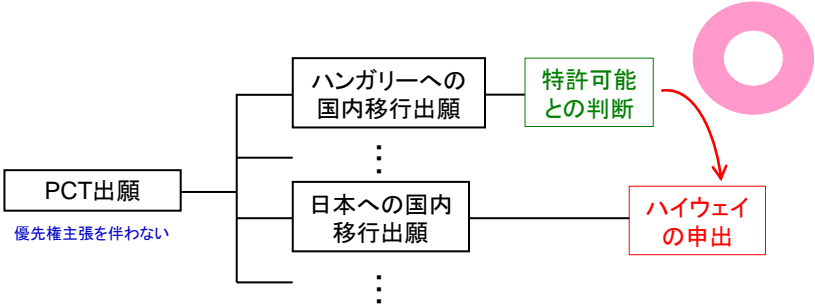 ハンガリーへの
国内移行出願
特許可能
との判断
PCT出願
優先権主張を伴わない
日本への国内
移行出願
ハイウェイ
の申出